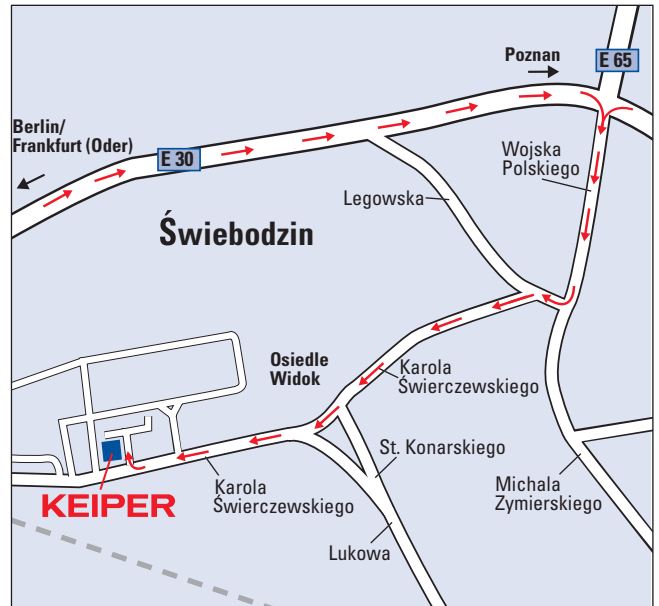 Poznan
E 65
Berlin/
Frankfurt (Oder)
E 30
Wojska
Polskiego
Legowska
Świebodzin
Osiedle
Widok
Karola
Świerczewskiego
St. Konarskiego
Karola
Świerczewskiego
Michala
Zymierskiego
KEIPER
Lukowa